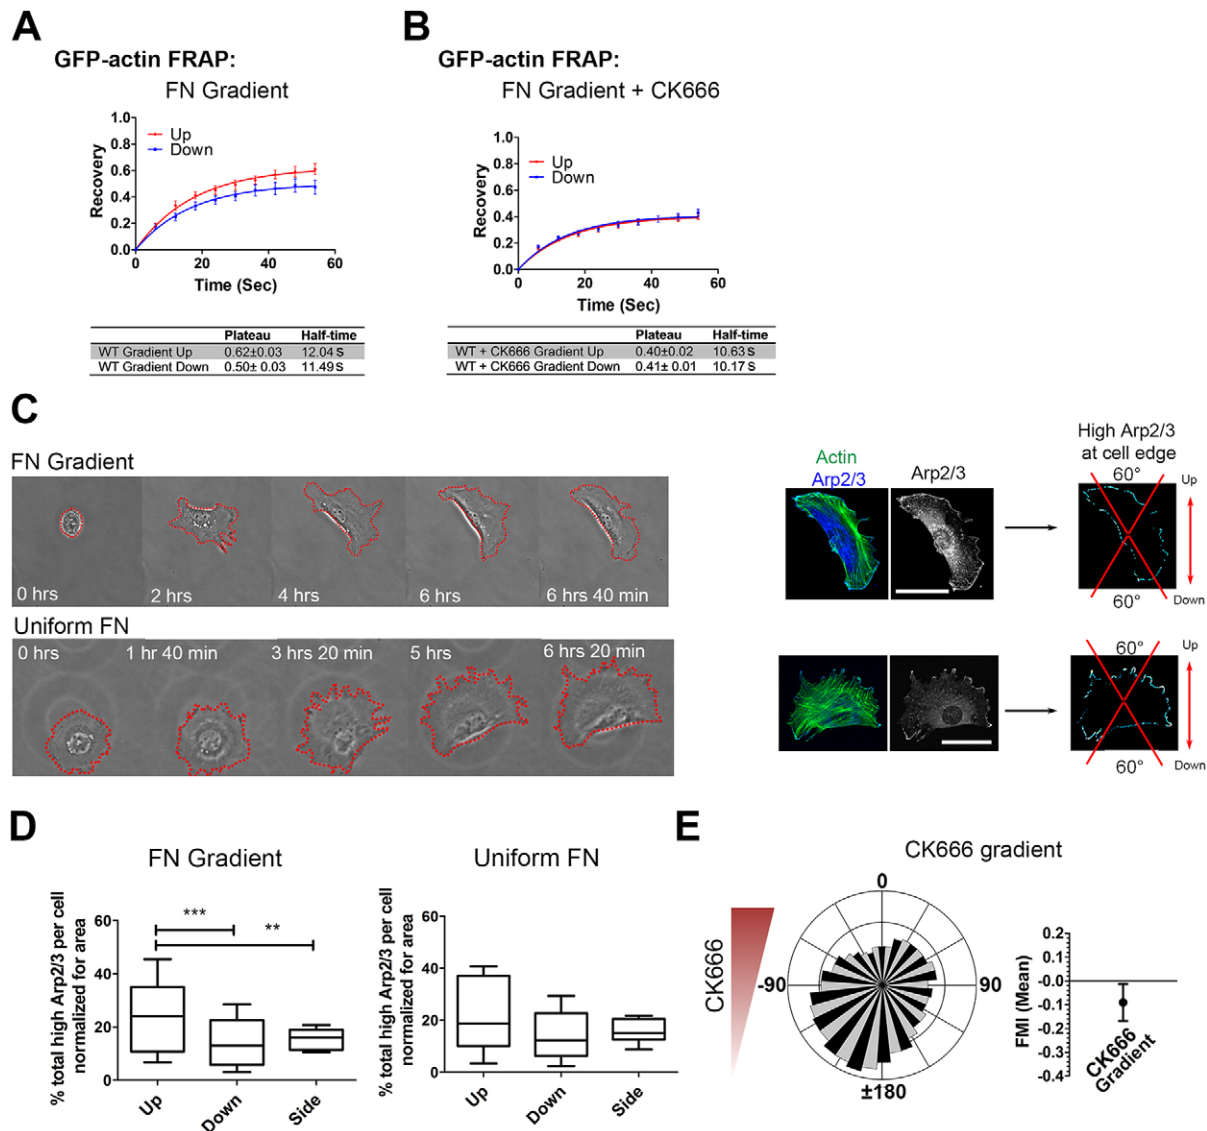 A
GFP-actin FRAP:
FN Gradient
1.0
0.8
0.6
0.4
0.2
0.0
Recovery
Up
Down
0 20 40 60
Time (Sec)
Plateau Half-time
WT Gradient Up 0.62±0.03 12.04 s
WT Gradient Down 0.50± 0.03 11.49 s
B
GFP-actin FRAP:
FN Gradient + CK666
1.0
0.8
0.6
0.4
0.2
0.0
Recovery
Up
Down
0 20 40 60
Time (Sec)
Plateau Half-time
WT + CK666 Gradient Up 0.40±0.02 10.63 s
WT + CK666 Gradient Down 0.41± 0.01 10.17 s
C
FN Gradient
0 hrs 2 hrs 4 hrs 6 hrs 6 hrs 40 min
Uniform FN
0 hrs 1 hr 40 min 3 hrs 20 min 5 hrs 6 hrs 20 min
Actin
Arp2/3
Arp2/3
High Arp2/3
at cell edge
60°
Up
60°
Down
60°
Up
60°
Down
D
FN Gradient
% total high Arp2/3 per cell
normalized for area
60
40
20
0
***
**
Up Down Side
Uniform FN
% total high Arp2/3 per cell
normalized for area
60
40
20
0
Up Down Side
E
CK666 gradient
CK666
0
-90
90
±180
FMI (Mean)
0.2
0.1
-0.0
-0.1
-0.2
-0.3
-0.4
CK666
Gradient